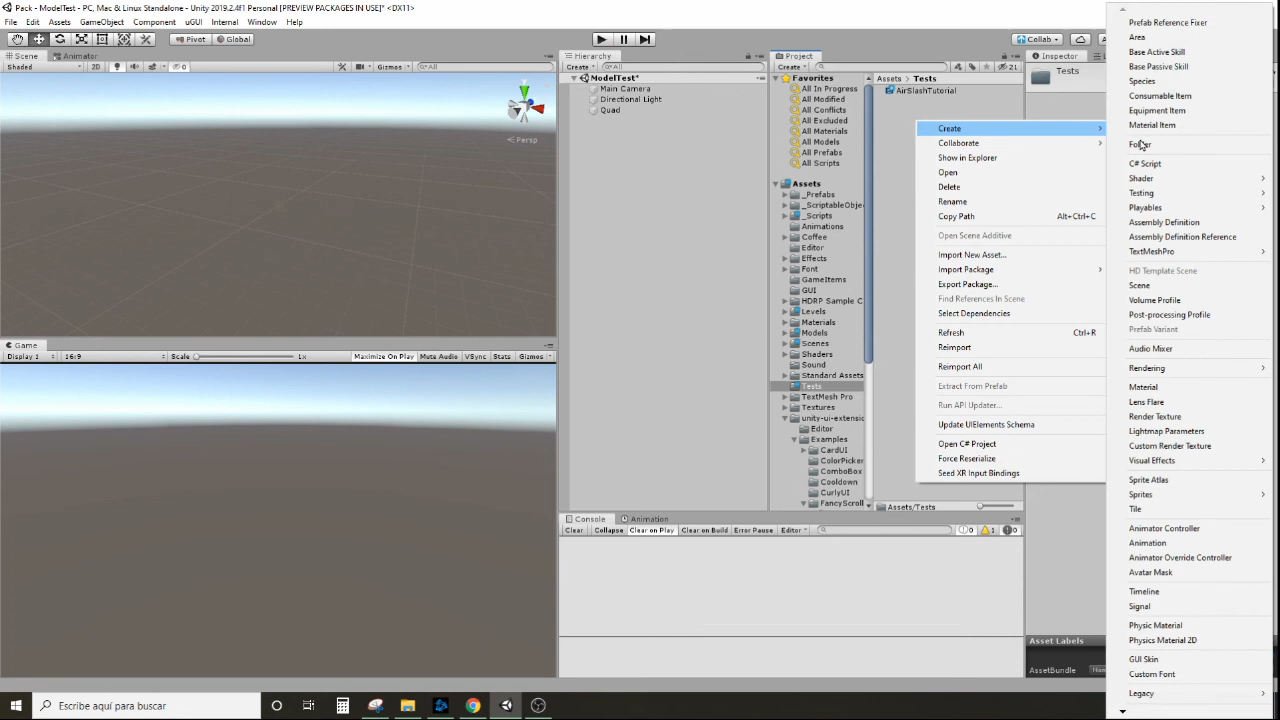 Pack - ModelTest - PC, Mac & Linux Standalone - Unity 2019.2.4f1 Personal [PREVIEW PACKAGES IN USE]* <DX11>
File Edit Assets GameObject Component uGUI Internal Window Help
Pivot Global Collab
Scene Animator
Shaded 2D 0 Gizmos All
Persp
Game
Display 1 16:9 Scale 1x Maximize On Play Mute Audio VSync Stats Gizmos
Hierarchy
Create All
ModelTest*
Main Camera
Directional Light
Quad
Project
Create 21
Favorites
All In Progress
All Modified
All Conflicts
All Excluded
All Materials
All Models
All Prefabs
All Scripts
Assets
_Prefabs
_ScriptableObje
_Scripts
Animations
Coffee
Editor
Effects
Font
GameItems
GUI
HDRP Sample C
Levels
Materials
Models
Scenes
Shaders
Sound
Standard Assets
Tests
TextMesh Pro
Textures
unity-ui-extensio
Editor
Examples
CardUI
ColorPicker
ComboBox
Cooldown
CurlyUI
FancyScroll
Assets Tests
AirSlashTutorial
Assets/Tests
Console Animation
Clear Collapse Clear on Play Clear on Build Error Pause Editor 0 1 0
Inspector
Tests
Asset Labels
AssetBundle
Create
Collaborate
Show in Explorer
Open
Delete
Rename
Copy Path Alt+Ctrl+C
Open Scene Additive
Import New Asset...
Import Package
Export Package...
Find References In Scene
Select Dependencies
Refresh Ctrl+R
Reimport
Reimport All
Extract From Prefab
Run API Updater...
Update UIElements Schema
Open C# Project
Force Reserialize
Seed XR Input Bindings
Prefab Reference Fixer
Area
Base Active Skill
Base Passive Skill
Species
Consumable Item
Equipment Item
Material Item
Folder
C# Script
Shader
Testing
Playables
Assembly Definition
Assembly Definition Reference
TextMeshPro
HD Template Scene
Scene
Volume Profile
Post-processing Profile
Prefab Variant
Audio Mixer
Rendering
Material
Lens Flare
Render Texture
Lightmap Parameters
Custom Render Texture
Visual Effects
Sprite Atlas
Sprites
Tile
Animator Controller
Animation
Animator Override Controller
Avatar Mask
Timeline
Signal
Physic Material
Physics Material 2D
GUI Skin
Custom Font
Legacy
Escribe aquí para buscar